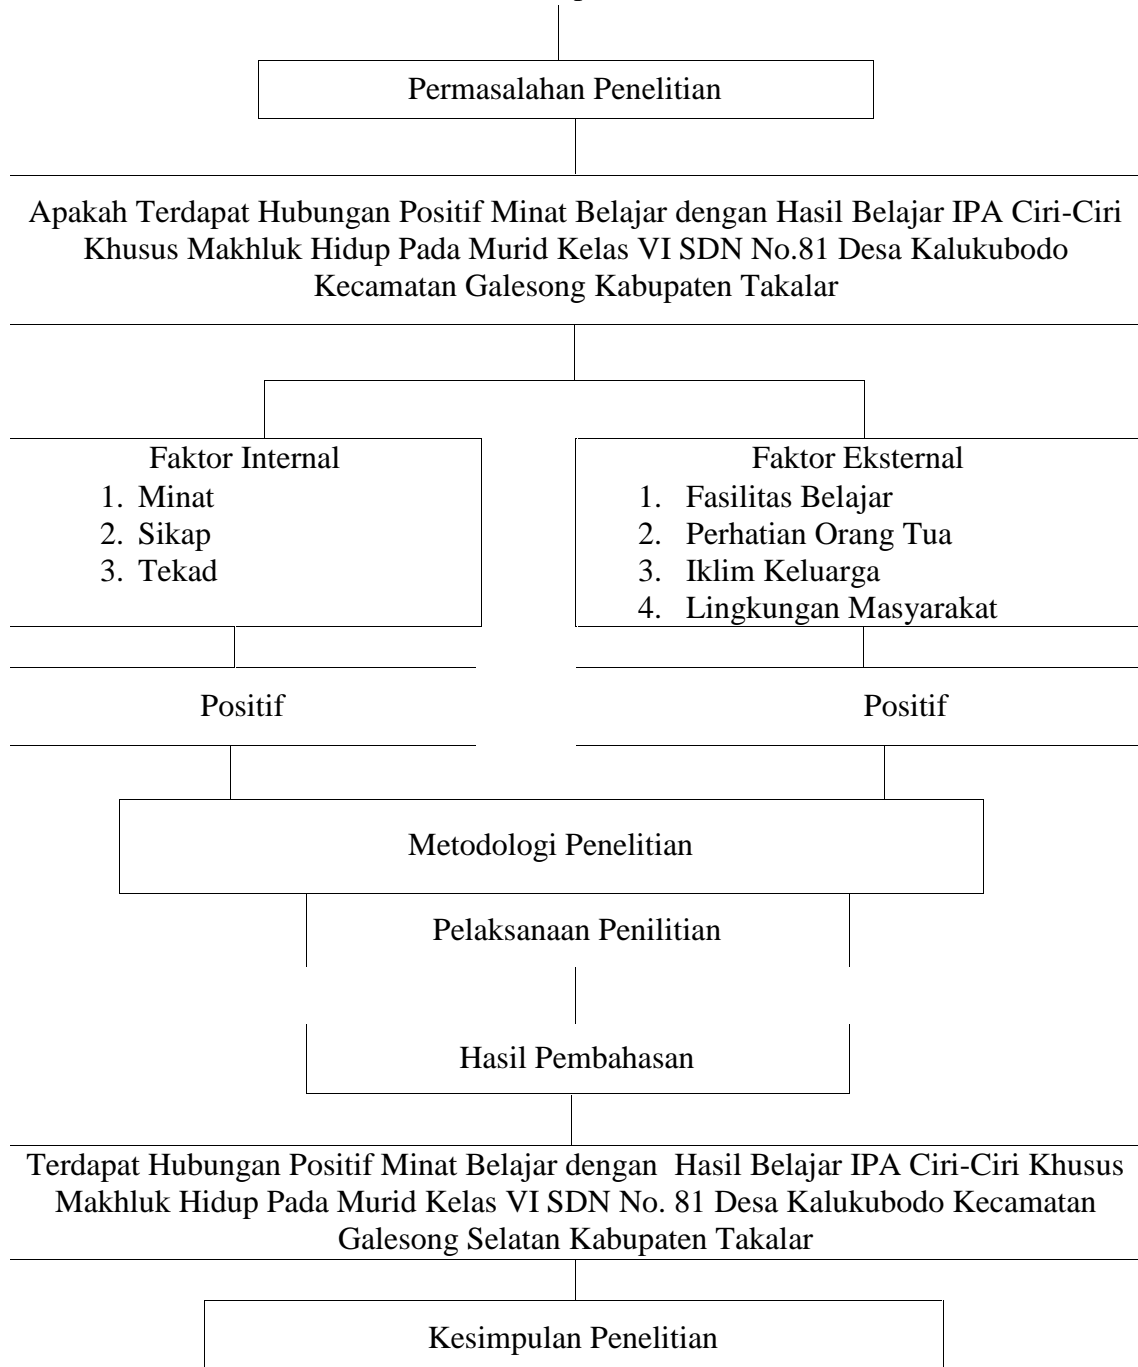 Permasalahan Penelitian
Apakah Terdapat Hubungan Positif Minat Belajar dengan Hasil Belajar IPA Ciri-Ciri
Khusus Makhluk Hidup Pada Murid Kelas VI SDN No.81 Desa Kalukubodo
Kecamatan Galesong Kabupaten Takalar
Faktor Internal
1. Minat
2. Sikap
3. Tekad
Faktor Eksternal
1. Fasilitas Belajar
2. Perhatian Orang Tua
3. Iklim Keluarga
4. Lingkungan Masyarakat
Positif
Positif
Metodologi Penelitian
Pelaksanaan Penilitian
Hasil Pembahasan
Terdapat Hubungan Positif Minat Belajar dengan Hasil Belajar IPA Ciri-Ciri Khusus
Makhluk Hidup Pada Murid Kelas VI SDN No. 81 Desa Kalukubodo Kecamatan
Galesong Selatan Kabupaten Takalar
Kesimpulan Penelitian